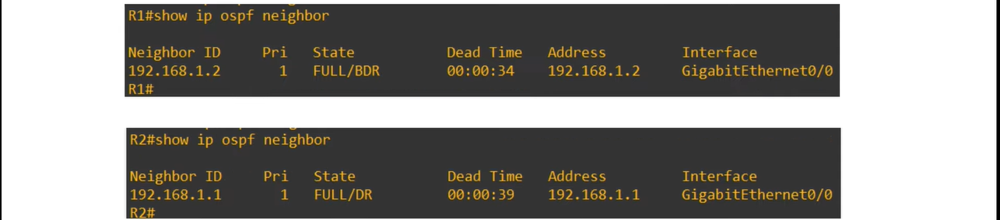 R1#show ip ospf neighbor
Neighbor ID Pri State Dead Time Address Interface
192.168.1.2 1 FULL/BDR 00:00:34 192.168.1.2 GigabitEthernet0/0
R1#
R2#show ip ospf neighbor
Neighbor ID Pri State Dead Time Address Interface
192.168.1.1 1 FULL/DR 00:00:39 192.168.1.1 GigabitEthernet0/0
R2#